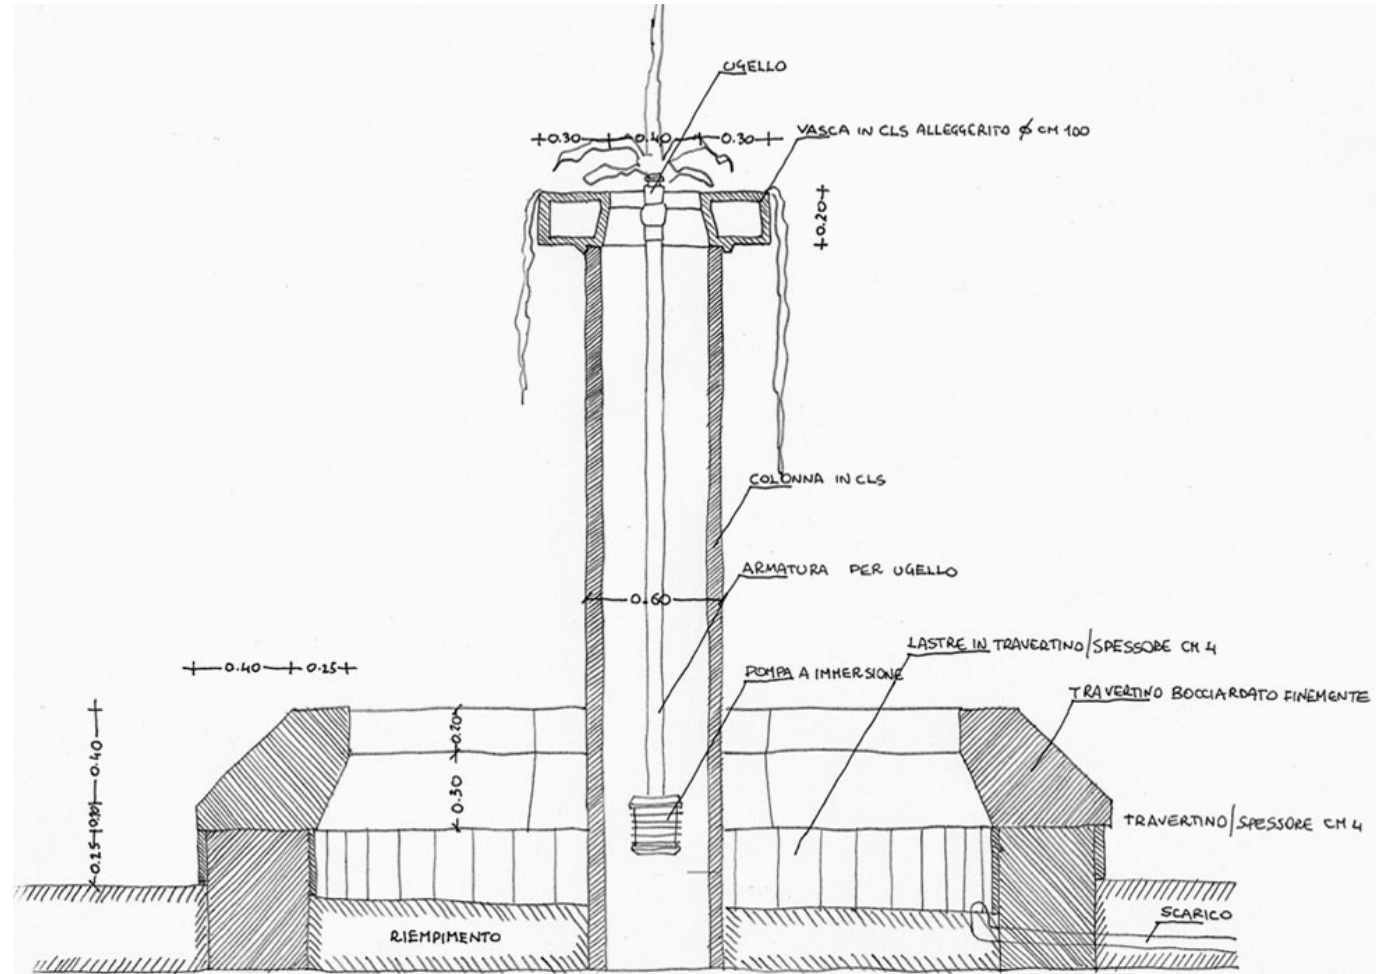 UGELLO
0.30 0.40 0.30
VASCA IN CLS ALLEGGERITO ϕ CM 100
0.20
COLONNA IN CLS
ARMATURA PER UGELLO
0.60
LASTRE IN TRAVERTINO/SPESSORE CM 4
0.40 0.25
POMPA A IMMERSIONE
TRAVERTINO BOCCIARDATO FINEMENTE
0.20
0.40
0.30
TRAVERTINO/SPESSORE CM 4
0.25
SCARICO
RIEMPIMENTO